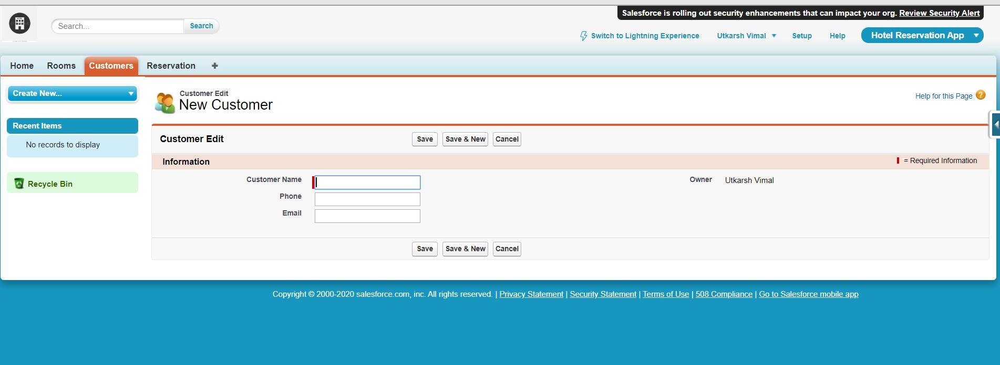 Salesforce is rolling out security enhancements that can impact your org. Review Security Alert
Search...
Search
Switch to Lightning Experience
Utkarsh Vimal
Setup
Help
Hotel Reservation App
Home
Rooms
Customers
Reservation
+
Create New...
Recent Items
No records to display
Recycle Bin
Customer Edit
New Customer
Help for this Page ?
Customer Edit
Save
Save & New
Cancel
Information
= Required Information
Customer Name
Owner
Utkarsh Vimal
Phone
Email
Save
Save & New
Cancel
Copyright © 2000-2020 salesforce.com, inc. All rights reserved. | Privacy Statement | Security Statement | Terms of Use | 508 Compliance | Go to Salesforce mobile app